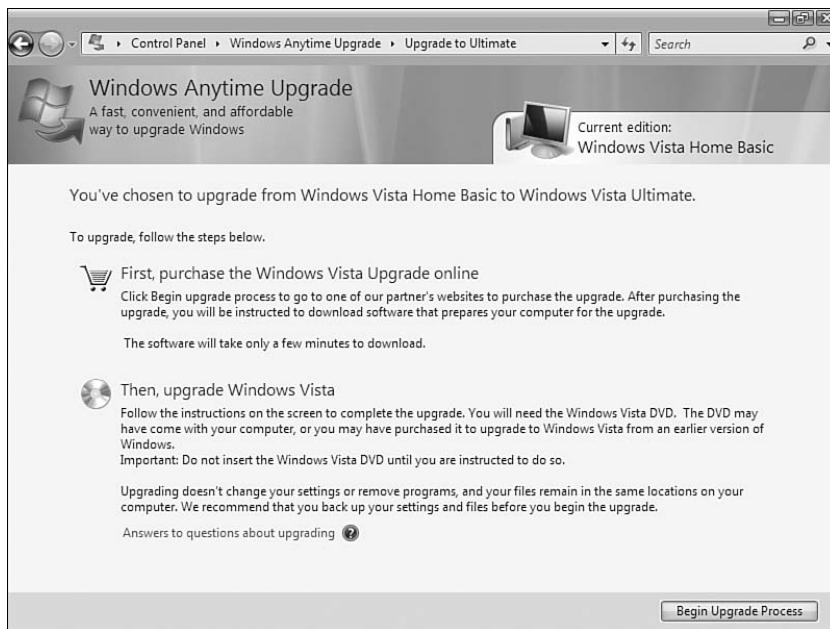 Control Panel ▸ Windows Anytime Upgrade ▸ Upgrade to Ultimate
Search
Windows Anytime Upgrade
A fast, convenient, and affordable
way to upgrade Windows
Current edition:
Windows Vista Home Basic
You've chosen to upgrade from Windows Vista Home Basic to Windows Vista Ultimate.
To upgrade, follow the steps below.
First, purchase the Windows Vista Upgrade online
Click Begin upgrade process to go to one of our partner's websites to purchase the upgrade. After purchasing the
upgrade, you will be instructed to download software that prepares your computer for the upgrade.
The software will take only a few minutes to download.
Then, upgrade Windows Vista
Follow the instructions on the screen to complete the upgrade. You will need the Windows Vista DVD. The DVD may
have come with your computer, or you may have purchased it to upgrade to Windows Vista from an earlier version of
Windows.
Important: Do not insert the Windows Vista DVD until you are instructed to do so.
Upgrading doesn't change your settings or remove programs, and your files remain in the same locations on your
computer. We recommend that you back up your settings and files before you begin the upgrade.
Answers to questions about upgrading ?
Begin Upgrade Process